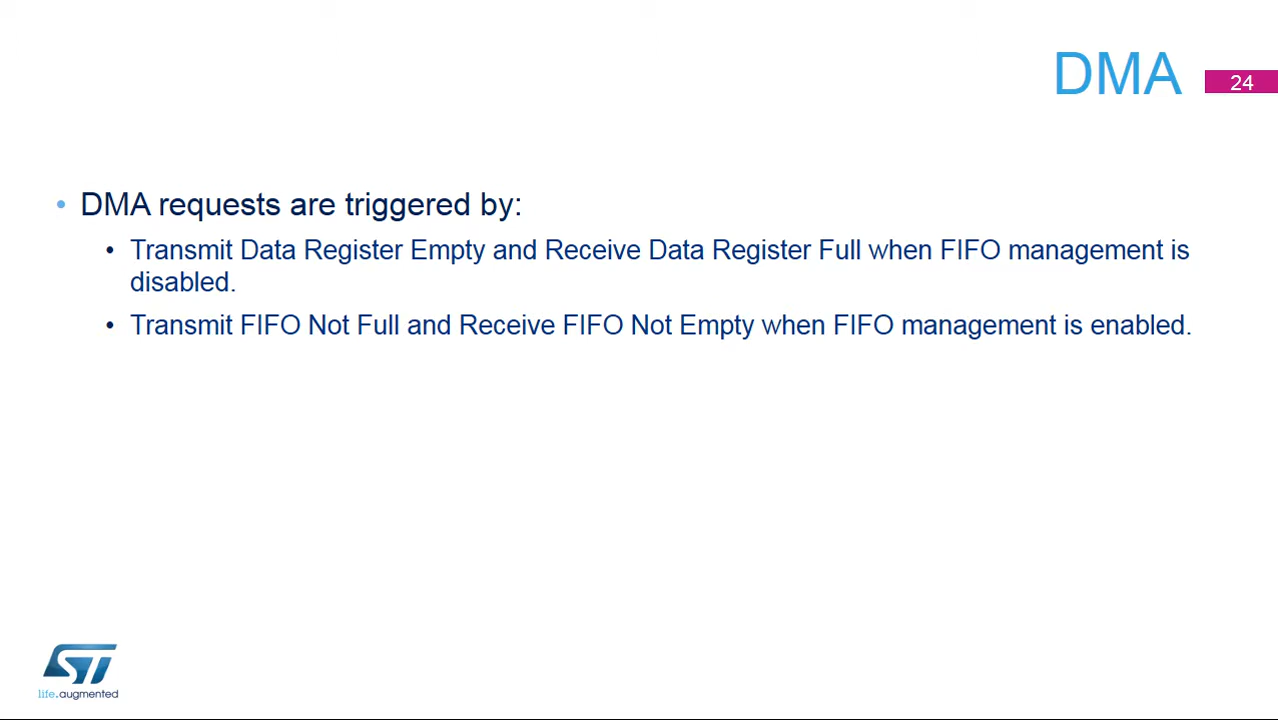 DMA
24
• DMA requests are triggered by:
• Transmit Data Register Empty and Receive Data Register Full when FIFO management is
disabled.
• Transmit FIFO Not Full and Receive FIFO Not Empty when FIFO management is enabled.
ST
life.augmented